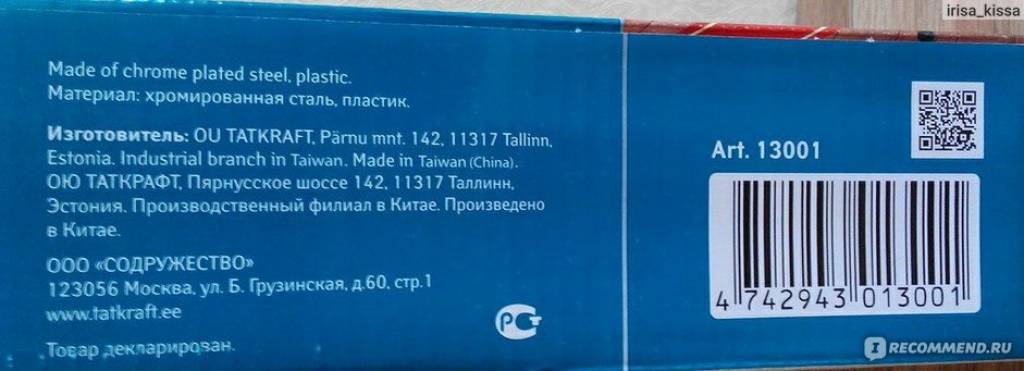 irisa_kissa
Made of chrome plated steel, plastic.
Материал: хромированная сталь, пластик.
Изготовитель: OU TATKRAFT, Pärnu mnt. 142, 11317 Tallinn,
Estonia. Industrial branch in Taiwan. Made in Taiwan (China).
ОЮ ТАТКРАФТ, Пярнусское шоссе 142, 11317 Таллинн,
Эстония. Производственный филиал в Китае. Произведено
в Китае.
ООО «СОДРУЖЕСТВО»
123056 Москва, ул. Б. Грузинская, д.60, стр.1
www.tatkraft.ee
Товар декларирован.
РСТ
Art. 13001
4 742943 013001
IRECOMMEND.RU